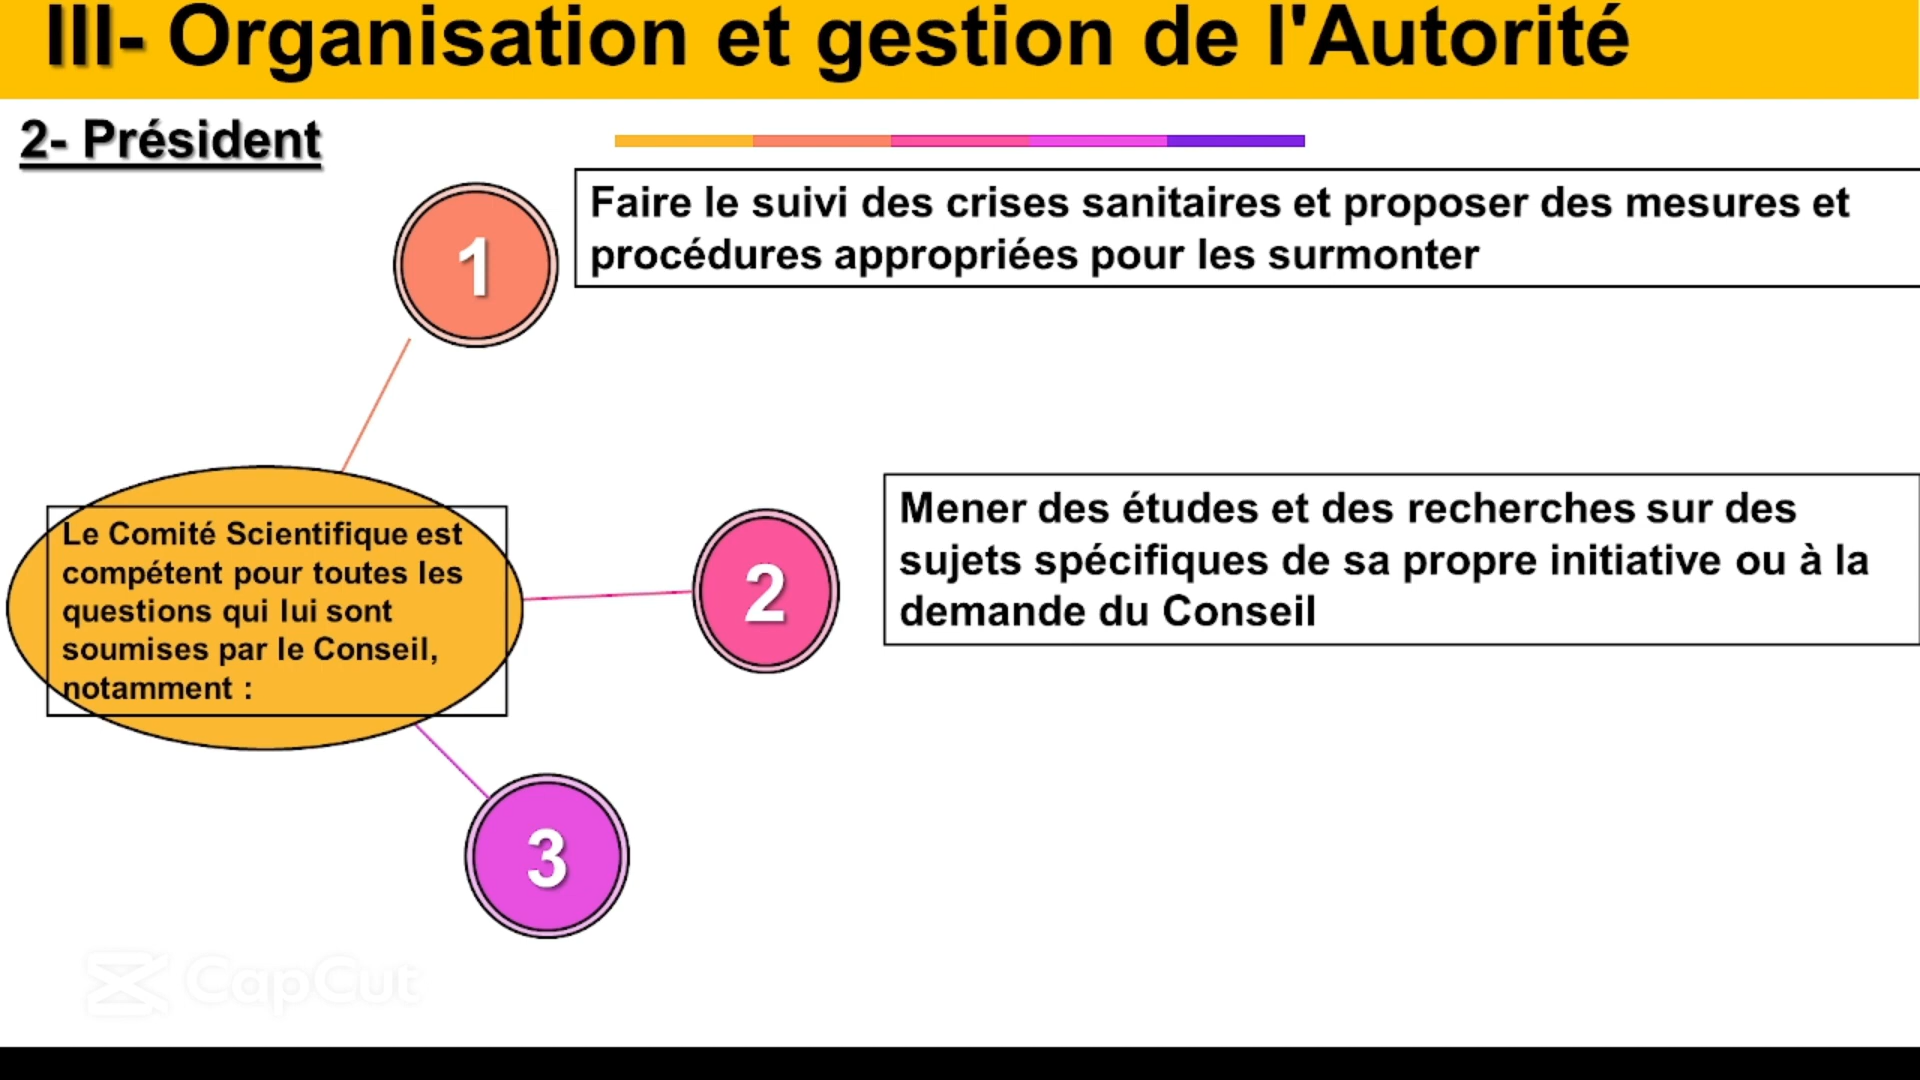 III- Organisation et gestion de l'Autorité
2- Président
1
Faire le suivi des crises sanitaires et proposer des mesures et
procédures appropriées pour les surmonter
Le Comité Scientifique est
compétent pour toutes les
questions qui lui sont
soumises par le Conseil,
notamment :
2
Mener des études et des recherches sur des
sujets spécifiques de sa propre initiative ou à la
demande du Conseil
3
CapCut